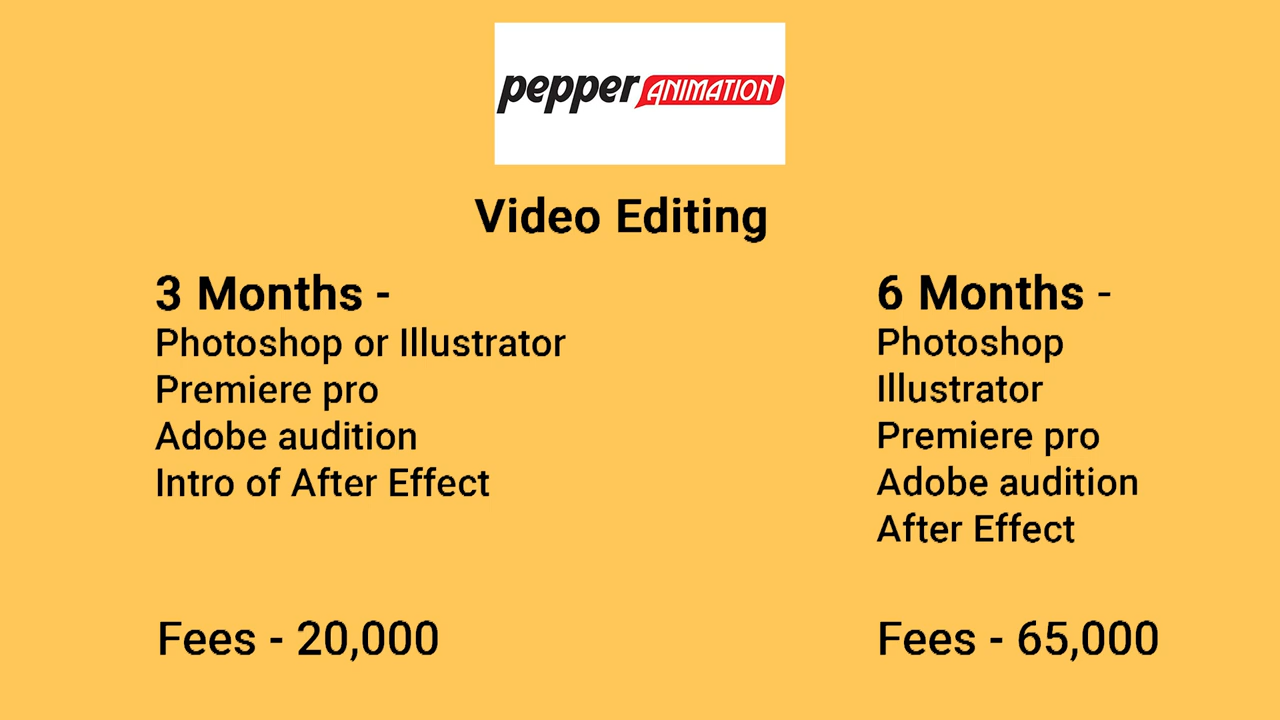 pepper ANIMATION
Video Editing
3 Months -
Photoshop or Illustrator
Premiere pro
Adobe audition
Intro of After Effect
Fees - 20,000
6 Months -
Photoshop
Illustrator
Premiere pro
Adobe audition
After Effect
Fees - 65,000